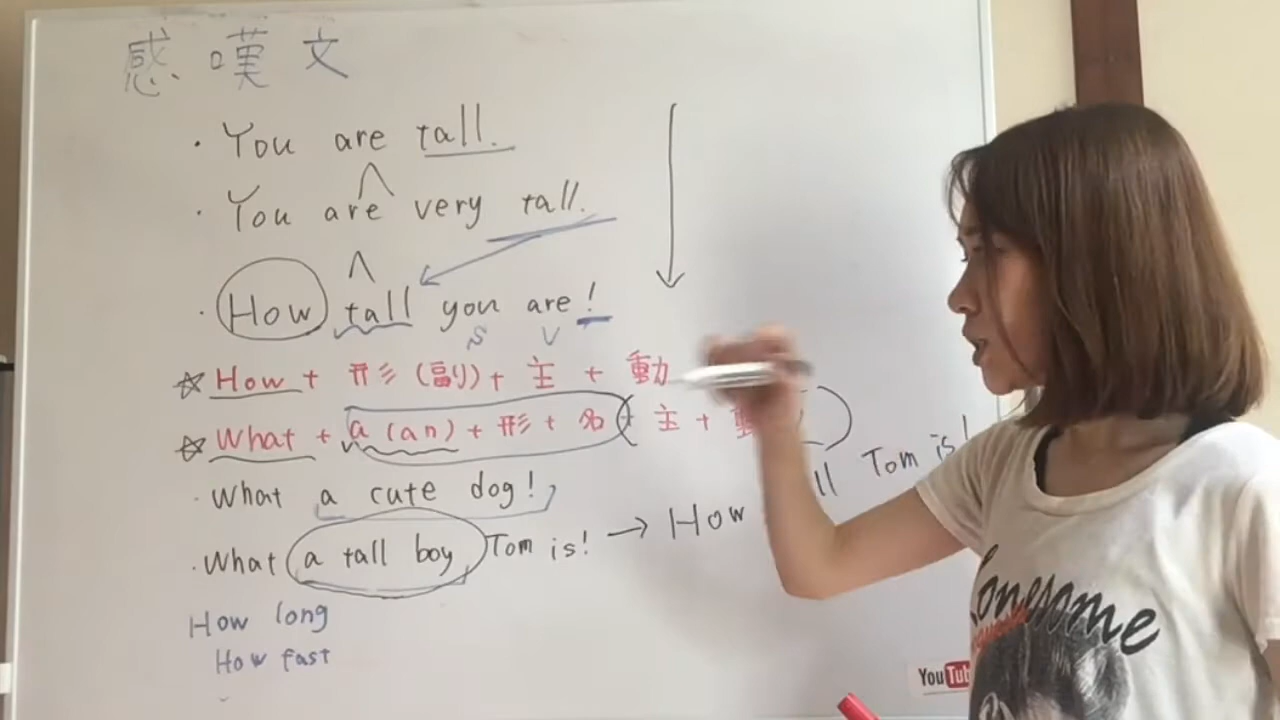 感嘆文
・You are tall.
・You are very tall.
・How tall you are!
S V
☆How + 形(副)+ 主 + 動
☆What + a (an) + 形 + 名 + 主 + 動
・What a cute dog!
・What a tall boy Tom is! → How Tom is!
How long
How fast
Lonesome
YouTub